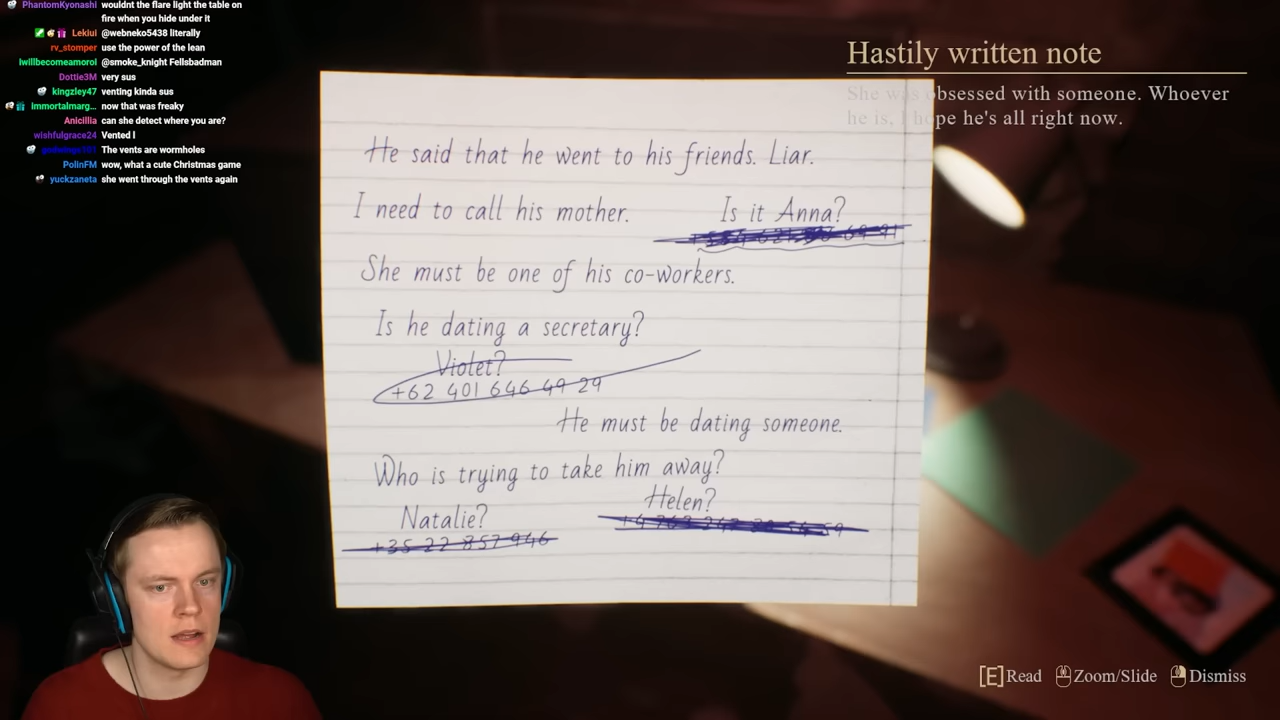 PhantomKyonashi wouldnt the flare light the table on
fire when you hide under it
Lekiui @webneko5438 literally
rv_stomper use the power of the lean
Iwillbecomeamoroi @smoke_knight Fellsbadman
Dottie3M very sus
kingzley47 venting kinda sus
immortalmarg... now that was freaky
Anicillia can she detect where you are?
wishfulgrace24 Vented !
The vents are wormholes
PolinFM wow, what a cute Christmas game
yuckzaneta she went through the vents again
Hastily written note
She was obsessed with someone. Whoever
he is, I hope he's all right now.
He said that he went to his friends. Liar.
I need to call his mother.
Is it Anna?
She must be one of his co-workers.
Is he dating a secretary?
Violet?
+62 401 646 49 29
He must be dating someone.
Who is trying to take him away?
Helen?
Natalie?
+35 22 857 946
[E] Read Zoom/Slide Dismiss